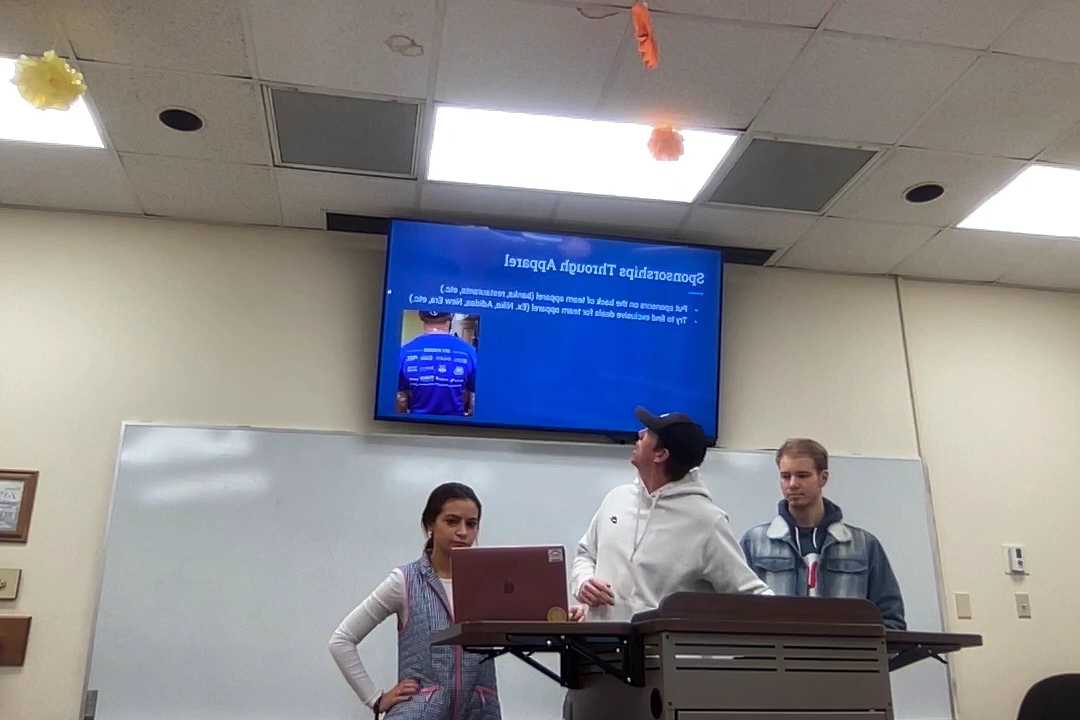 Sponsorships Through Apparel
- Put sponsors on the back of team apparel (banks, restaurants, etc.)
- Try to find exclusive deals for team apparel (Ex. Nike, Adidas, New Era, etc.)